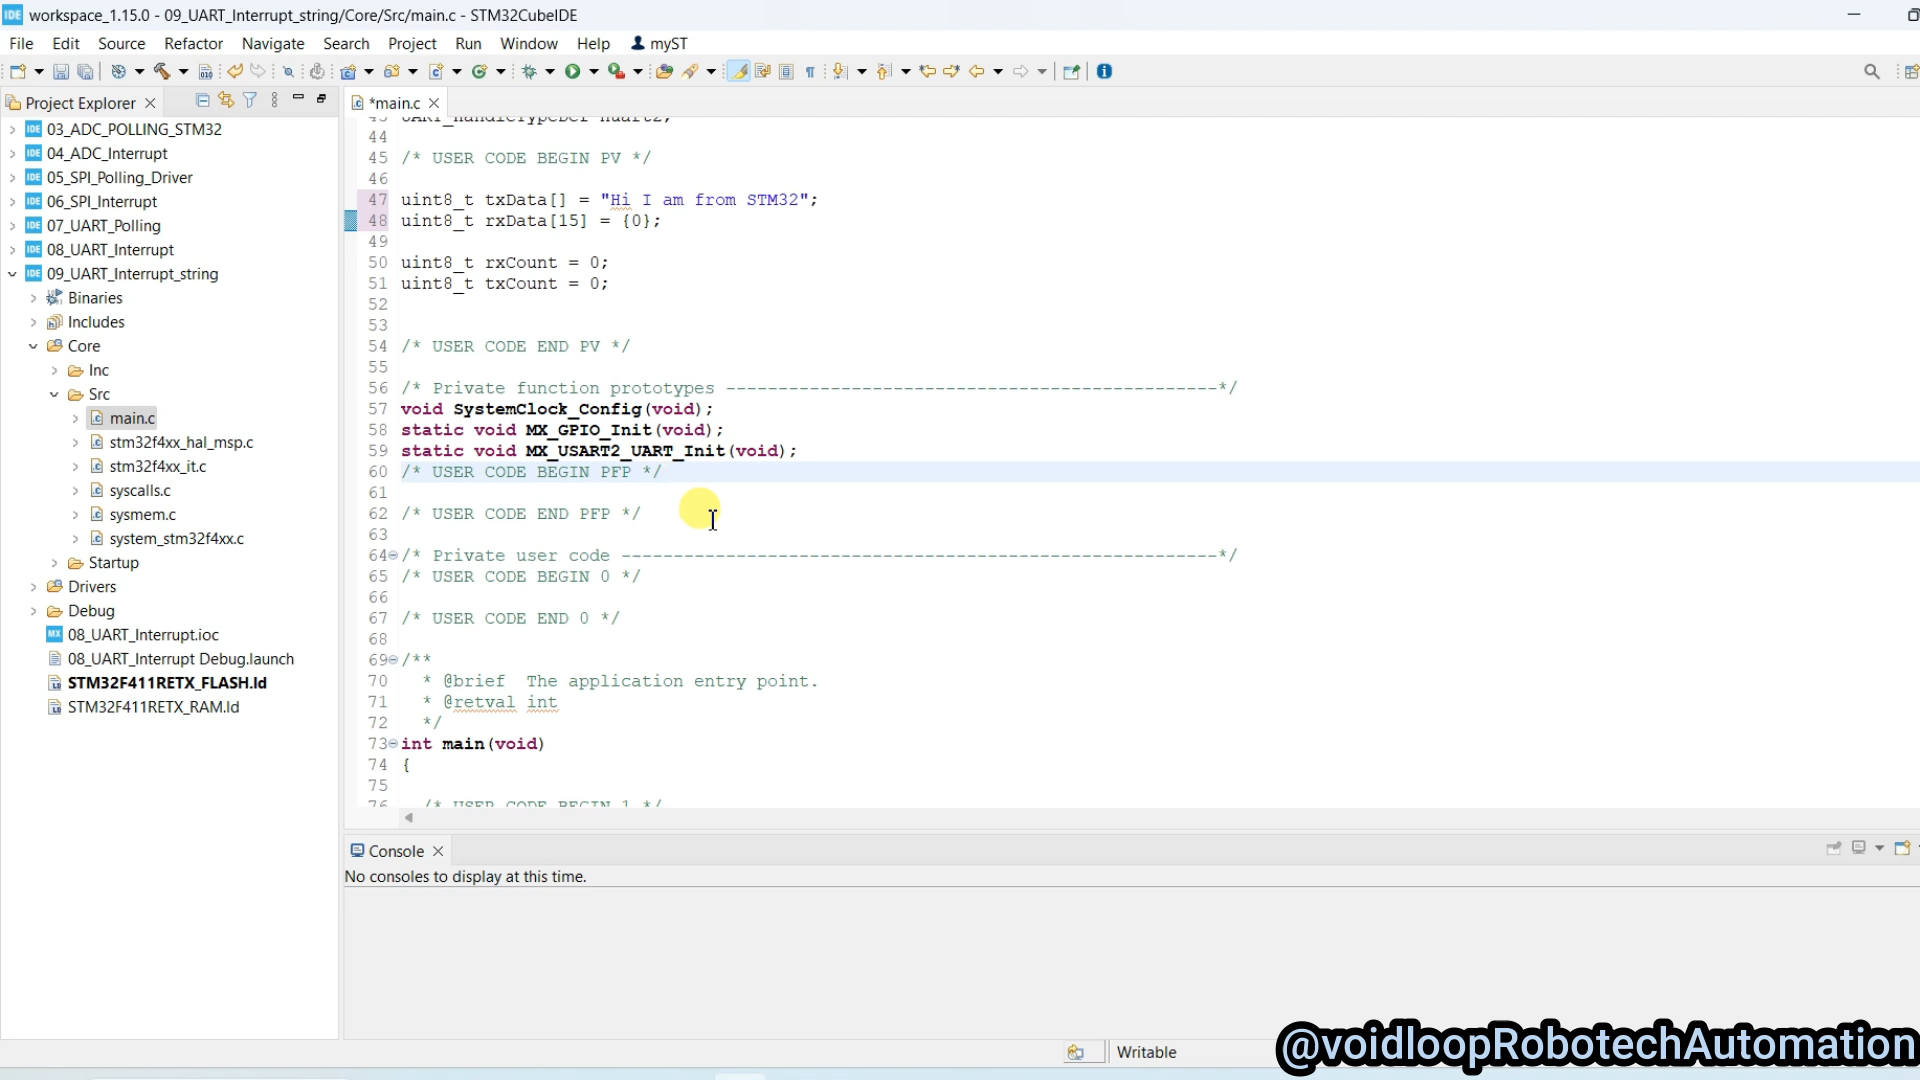 workspace_1.15.0 - 09_UART_Interrupt_string/Core/Src/main.c - STM32CubeIDE
File Edit Source Refactor Navigate Search Project Run Window Help myST
Project Explorer
03_ADC_POLLING_STM32
04_ADC_Interrupt
05_SPI_Polling_Driver
06_SPI_Interrupt
07_UART_Polling
08_UART_Interrupt
09_UART_Interrupt_string
Binaries
Includes
Core
Inc
Src
main.c
stm32f4xx_hal_msp.c
stm32f4xx_it.c
syscalls.c
sysmem.c
system_stm32f4xx.c
Startup
Drivers
Debug
08_UART_Interrupt.ioc
08_UART_Interrupt Debug.launch
STM32F411RETX_FLASH.ld
STM32F411RETX_RAM.ld
*main.c
43 UART_HandleTypeDef huart2;
44
45 /* USER CODE BEGIN PV */
46
47 uint8_t txData[] = "Hi I am from STM32";
48 uint8_t rxData[15] = {0};
49
50 uint8_t rxCount = 0;
51 uint8_t txCount = 0;
52
53
54 /* USER CODE END PV */
55
56 /* Private function prototypes -----------------------------------------------*/
57 void SystemClock_Config(void);
58 static void MX_GPIO_Init(void);
59 static void MX_USART2_UART_Init(void);
60 /* USER CODE BEGIN PFP */
61
62 /* USER CODE END PFP */
63
64 /* Private user code ---------------------------------------------------------*/
65 /* USER CODE BEGIN 0 */
66
67 /* USER CODE END 0 */
68
69 /**
70 * @brief The application entry point.
71 * @retval int
72 */
73 int main(void)
74 {
75
76 /* USER CODE BEGIN 1 */
Console
No consoles to display at this time.
Writable
@voidloopRobotechAutomation